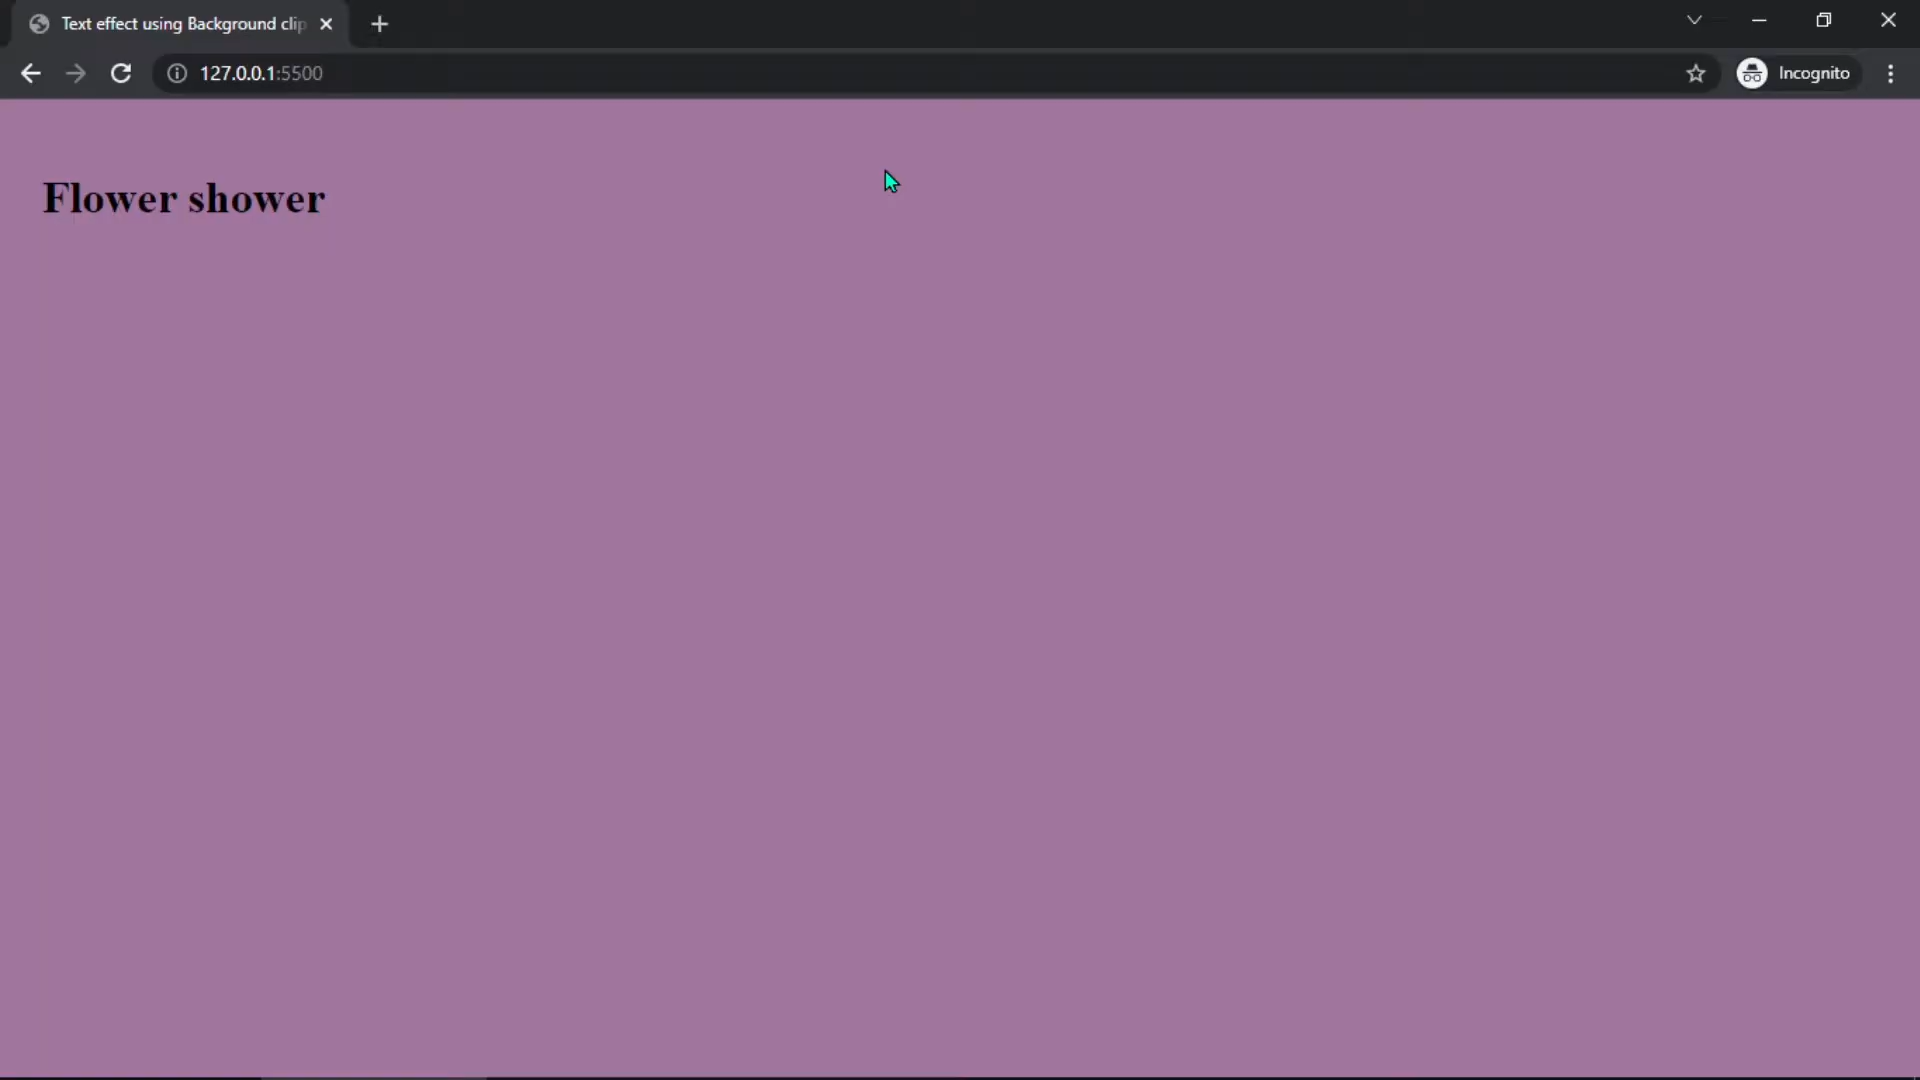 Text effect using Background clip
127.0.0.1:5500
Incognito
Flower shower